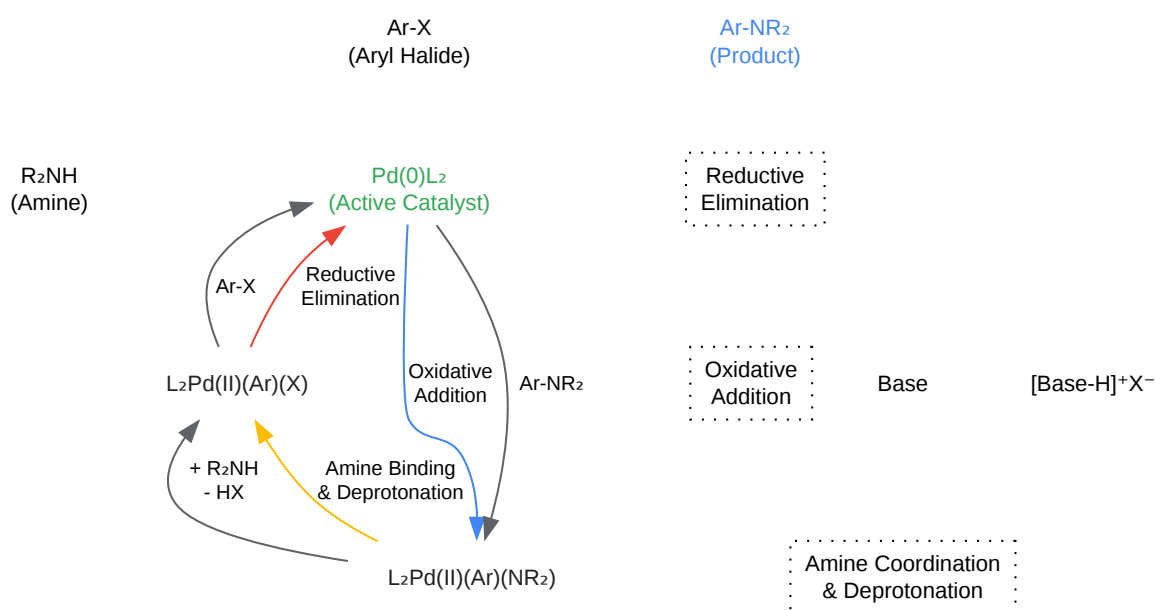 Ar-X
(Aryl Halide)
Ar-NR₂
(Product)
R₂NH
(Amine)
Pd(0)L₂
(Active Catalyst)
Reductive
Elimination
Ar-X
Reductive
Elimination
L₂Pd(II)(Ar)(X)
Oxidative
Addition
Ar-NR₂
Oxidative
Addition
Base
[Base-H]⁺X⁻
+ R₂NH
- HX
Amine Binding
& Deprotonation
L₂Pd(II)(Ar)(NR₂)
Amine Coordination
& Deprotonation